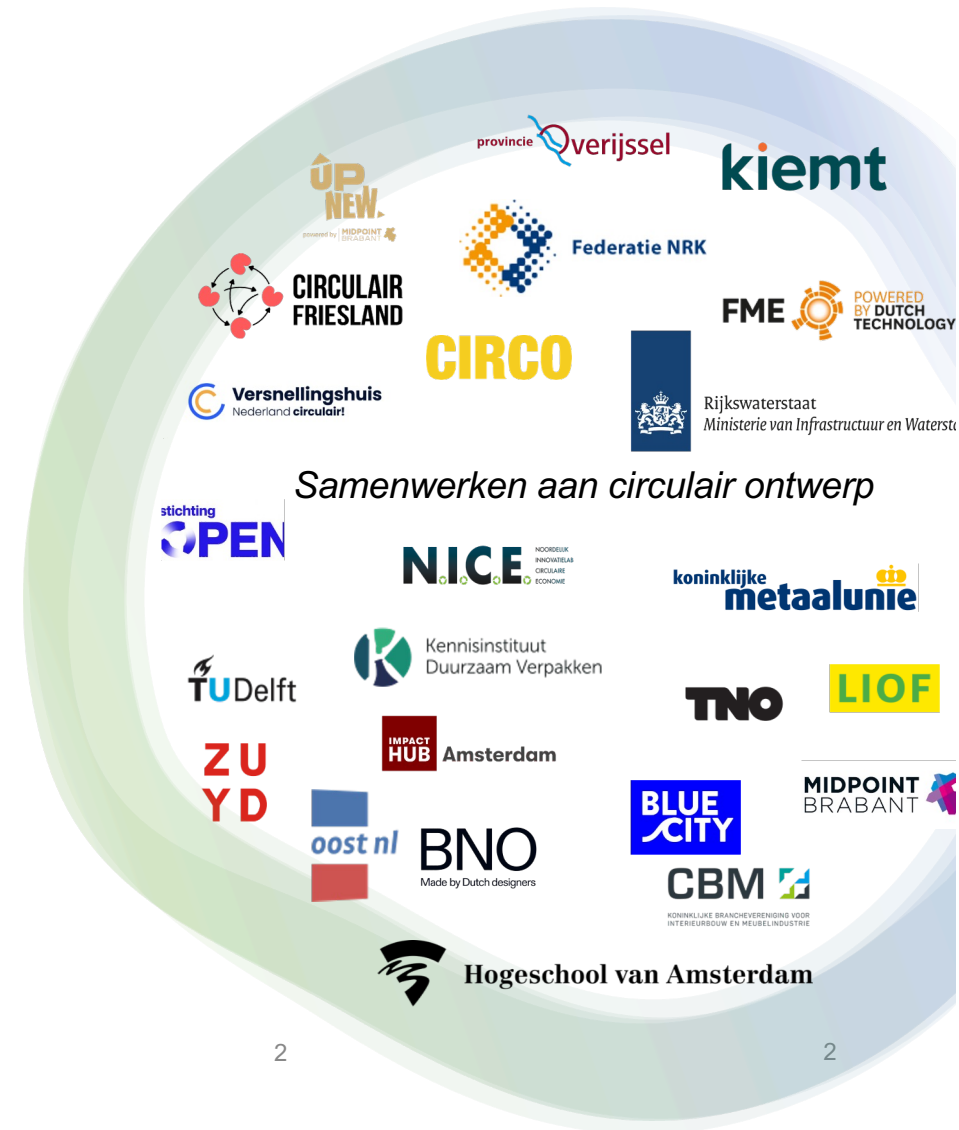 provincie Overijssel
kiemt
UP
NEW.
powered by MIDPOINT
BRABANT
Federatie NRK
CIRCULAIR
FRIESLAND
FME
POWERED
BY DUTCH
TECHNOLOGY
CIRCO
Versnellingshuis
Nederland circulair!
Rijkswaterstaat
Ministerie van Infrastructuur en Watersta
Samenwerken aan circulair ontwerp
stichting
OPEN
N.I.C.E.
NOORDELIJK
INNOVATIELAB
CIRCULAIRE
ECONOMIE
koninklijke
metaalunie
Kennisinstituut
Duurzaam Verpakken
TU Delft
TNO
LIOF
IMPACT
HUB Amsterdam
ZU
YD
MIDPOINT
BRABANT
BLUE
CITY
oost nl
BNO
Made by Dutch designers
CBM
KONINKLIJKE BRANCHEVERENIGING VOOR
INTERIEURBOUW EN MEUBELINDUSTRIE
Hogeschool van Amsterdam
2
2